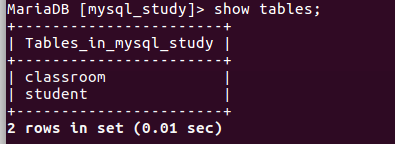 MariaDB [mysql_study]> show tables;
+-----------------------+
| Tables_in_mysql_study |
+-----------------------+
| classroom             |
| student               |
+-----------------------+
2 rows in set (0.01 sec)